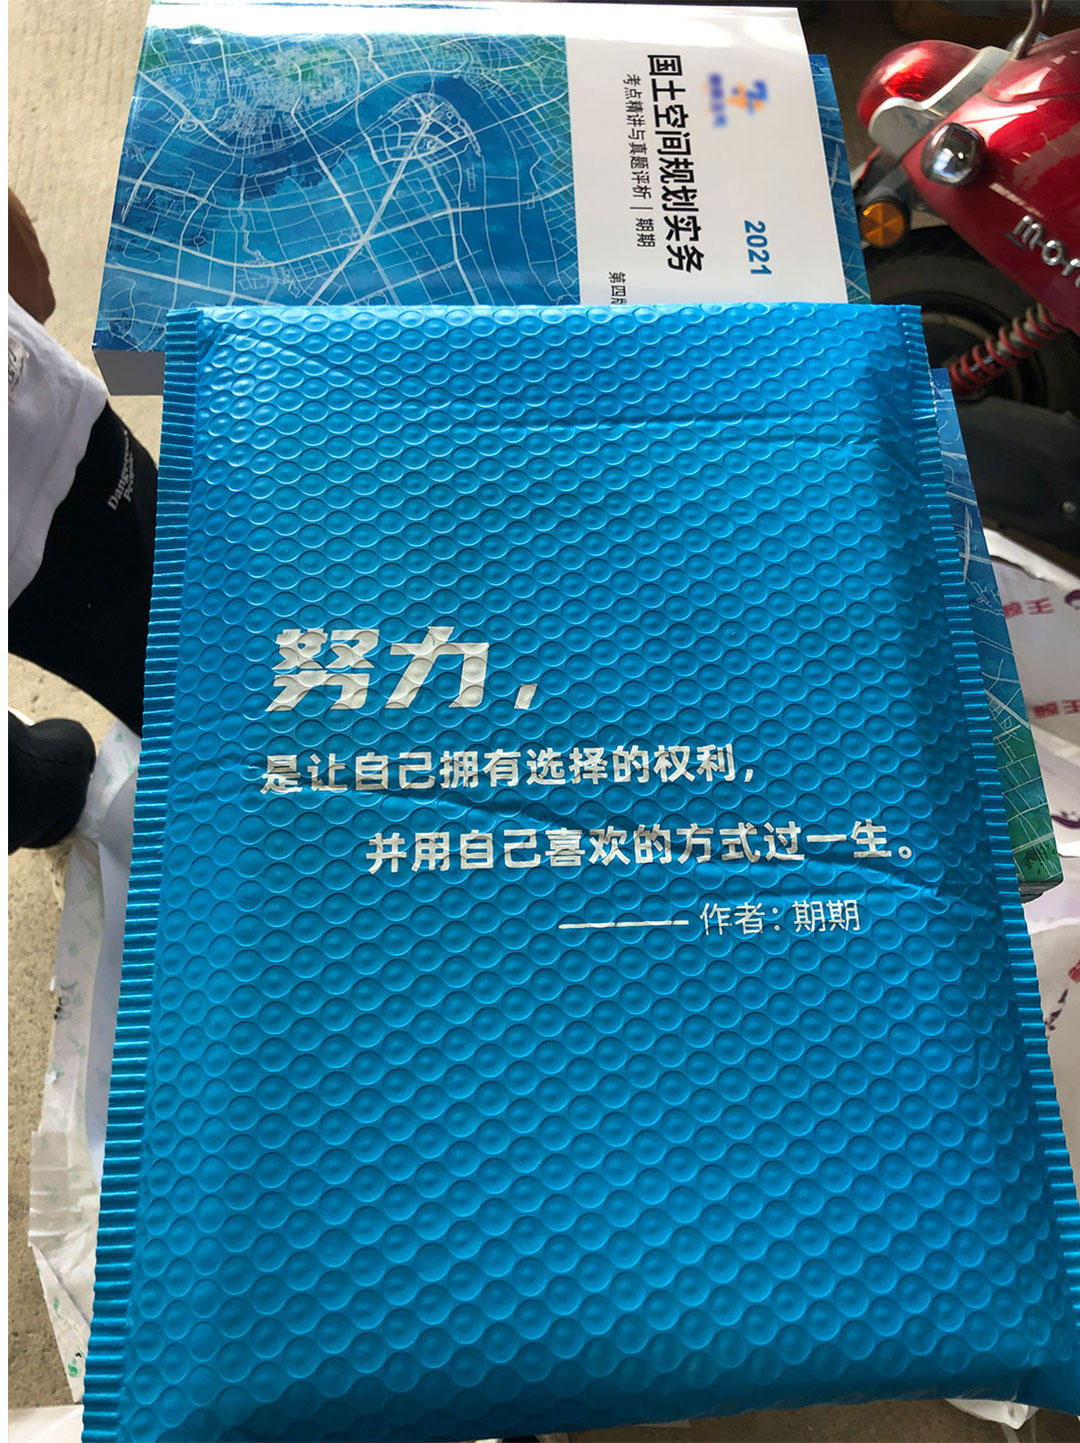 国土空间规划实务
考点精讲与真题评析 | 期期
2021
努力，
是让自己拥有选择的权利，
并用自己喜欢的方式过一生。
——— 作者：期期
Dangerous
People